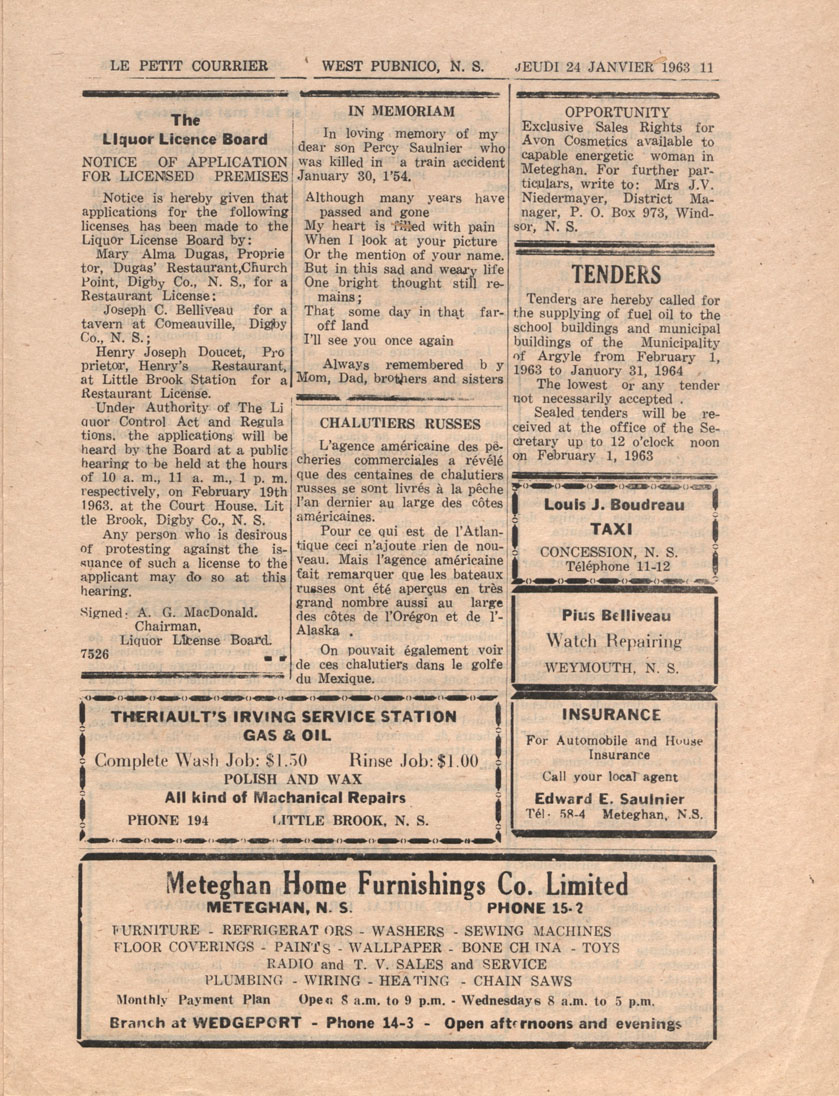 LE PETIT COURRIER WEST PUBNICO, N. S. JEUDI 24 JANVIER 1963 11
The
Liquor Licence Board
NOTICE OF APPLICATION
FOR LICENSED PREMISES
Notice is hereby given that
applications for the following
licenses has been made to the
Liquor License Board by:
Mary Alma Dugas, Proprie
tor, Dugas' Restaurant,Church
Point, Digby Co., N. S., for a
Restaurant License:
Joseph C. Belliveau for a
tavern at Comeauville, Digby
Co., N. S.;
Henry Joseph Doucet, Pro
prietor, Henry's Restaurant,
at Little Brook Station for a
Restaurant License.
Under Authority of The Li
quor Control Act and Regula
tions. the applications will be
heard by the Board at a public
hearing to be held at the hours
of 10 a. m., 11 a. m., 1 p. m.
respectively, on February 19th
1963. at the Court House. Lit
tle Brook, Digby Co., N. S.
Any person who is desirous
of protesting against the is-
suance of such a license to the
applicant may do so at this
hearing.
Signed: A. G. MacDonald.
Chairman,
Liquor License Board.
7526
IN MEMORIAM
In loving memory of my
dear son Percy Saulnier who
was killed in a train accident
January 30, 1'54.
Although many years have
passed and gone
My heart is filled with pain
When I look at your picture
Or the mention of your name.
But in this sad and weary life
One bright thought still re-
mains;
That some day in that far-
off land
I'll see you once again
Always remembered b y
Mom, Dad, brothers and sisters
CHALUTIERS RUSSES
L'agence américaine des pê-
cheries commerciales a révélé
que des centaines de chalutiers
russes se sont livrés à la pêche
l'an dernier au large des côtes
américaines.
Pour ce qui est de l'Atlan-
tique ceci n'ajoute rien de nou-
veau. Mais l'agence américaine
fait remarquer que les bateaux
russes ont été aperçus en très
grand nombre aussi au large
des côtes de l'Orégon et de l'-
Alaska .
On pouvait également voir
de ces chalutiers dans le golfe
du Mexique.
OPPORTUNITY
Exclusive Sales Rights for
Avon Cosmetics available to
capable energetic woman in
Meteghan. For further par-
ticulars, write to: Mrs J.V.
Niedermayer, District Ma-
nager, P. O. Box 973, Wind-
sor, N. S.
TENDERS
Tenders are hereby called for
the supplying of fuel oil to the
school buildings and municipal
buildings of the Municipality
of Argyle from February 1,
1963 to Januory 31, 1964
The lowest or any tender
not necessarily accepted .
Sealed tenders will be re-
ceived at the office of the Se-
cretary up to 12 o'clock noon
on February 1, 1963
Louis J. Boudreau
TAXI
CONCESSION, N. S.
Téléphone 11-12
Pius Belliveau
Watch Repairing
WEYMOUTH, N. S.
INSURANCE
For Automobile and House
Insurance
Call your local agent
Edward E. Saulnier
Tél· 58-4 Meteghan, N.S.
THERIAULT'S IRVING SERVICE STATION
GAS & OIL
Complete Wash Job: $1.50 Rinse Job: $1.00
POLISH AND WAX
All kind of Machanical Repairs
PHONE 194 LITTLE BROOK, N. S.
Meteghan Home Furnishings Co. Limited
METEGHAN, N. S. PHONE 15-2
FURNITURE - REFRIGERATORS - WASHERS - SEWING MACHINES
FLOOR COVERINGS - PAINTS - WALLPAPER - BONE CHINA - TOYS
RADIO and T. V. SALES and SERVICE
PLUMBING - WIRING - HEATING - CHAIN SAWS
Monthly Payment Plan Open 8 a.m. to 9 p.m. - Wednesdays 8 a.m. to 5 p.m.
Branch at WEDGEPORT - Phone 14-3 - Open afternoons and evenings